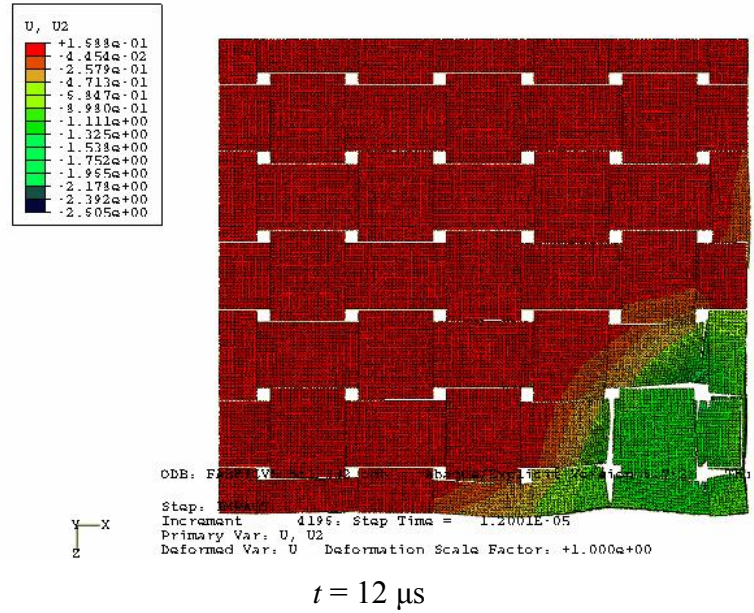 U, U2
+1.588e-01
-4.454e-02
-2.579e-01
-4.713e-01
-6.847e-01
-8.980e-01
-1.111e+00
-1.325e+00
-1.538e+00
-1.752e+00
-1.965e+00
-2.178e+00
-2.392e+00
-2.605e+00
ODB:
Step:
Increment 4195: Step Time = 1.2001E-05
Primary Var: U, U2
Deformed Var: U Deformation Scale Factor: +1.000e+00
Y X
Z
t = 12 μs